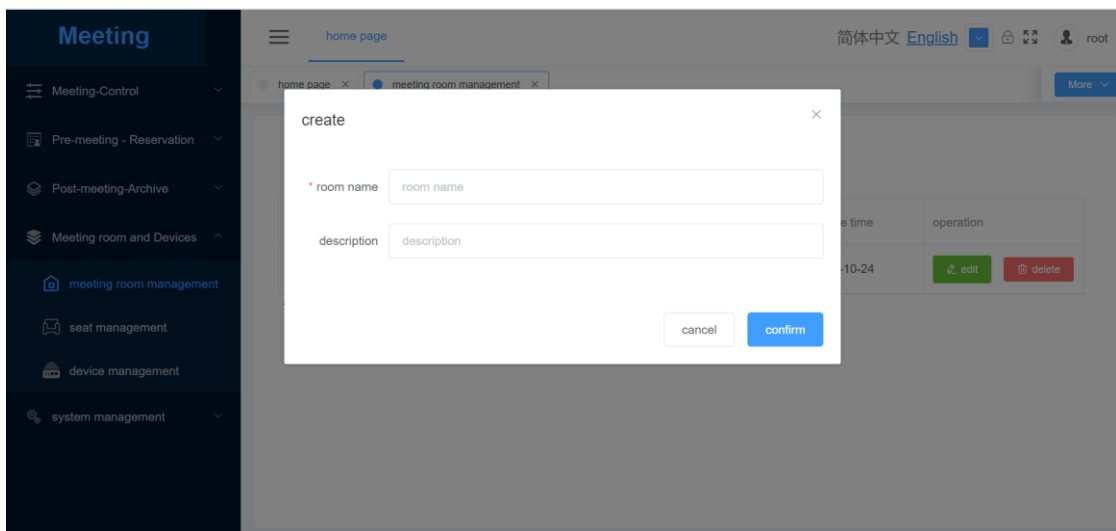 Meeting
home page
简体中文 English
root
Meeting-Control
home page
meeting room management
More
create
Pre-meeting - Reservation
* room name
room name
Post-meeting-Archive
description
description
e time
operation
Meeting room and Devices
-10-24
edit
delete
meeting room management
seat management
cancel
confirm
device management
system management